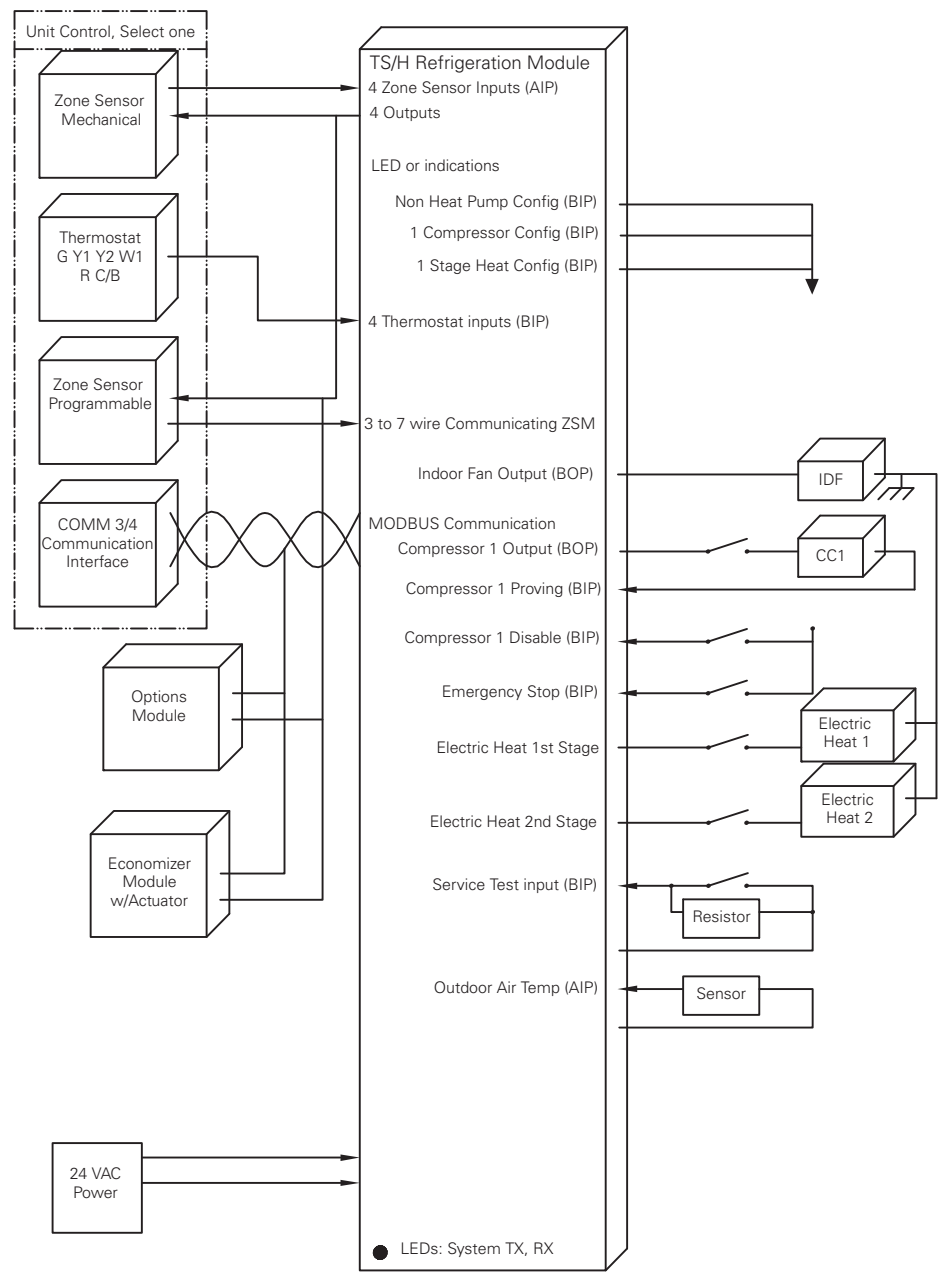 Unit Control, Select one
Zone Sensor
Mechanical
Thermostat
G Y1 Y2 W1
R C/B
Zone Sensor
Programmable
COMM 3/4
Communication
Interface
Options
Module
Economizer
Module
w/Actuator
24 VAC
Power
TS/H Refrigeration Module
4 Zone Sensor Inputs (AIP)
4 Outputs
LED or indications
Non Heat Pump Config (BIP)
1 Compressor Config (BIP)
1 Stage Heat Config (BIP)
4 Thermostat inputs (BIP)
3 to 7 wire Communicating ZSM
Indoor Fan Output (BOP)
MODBUS Communication
Compressor 1 Output (BOP)
Compressor 1 Proving (BIP)
Compressor 1 Disable (BIP)
Emergency Stop (BIP)
Electric Heat 1st Stage
Electric Heat 2nd Stage
Service Test input (BIP)
Outdoor Air Temp (AIP)
LEDs: System TX, RX
IDF
CC1
Electric
Heat 1
Electric
Heat 2
Resistor
Sensor